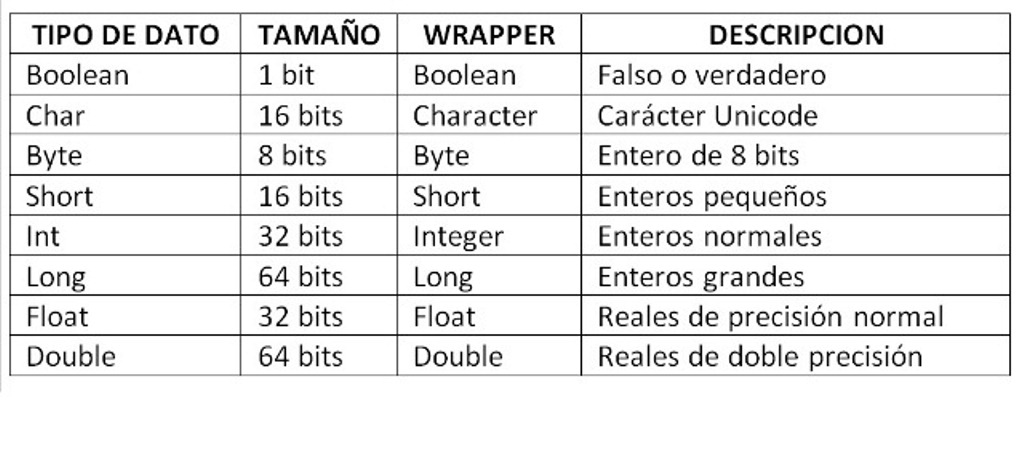 TIPO DE DATO TAMAÑO WRAPPER DESCRIPCION
Boolean 1 bit Boolean Falso o verdadero
Char 16 bits Character Carácter Unicode
Byte 8 bits Byte Entero de 8 bits
Short 16 bits Short Enteros pequeños
Int 32 bits Integer Enteros normales
Long 64 bits Long Enteros grandes
Float 32 bits Float Reales de precisión normal
Double 64 bits Double Reales de doble precisión